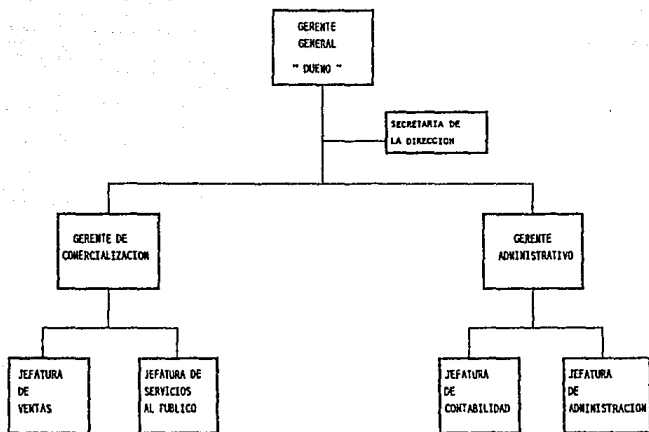 GERENTE
GENERAL
" DUENO "
SECRETARIA DE
LA DIRECCION
GERENTE DE
COMERCIALIZACION
GERENTE
ADMINISTRATIVO
JEFATURA
DE
VENTAS
JEFATURA DE
SERVICIOS
AL PUBLICO
JEFATURA
DE
CONTABILIDAD
JEFATURA
DE
ADMINISTRACION